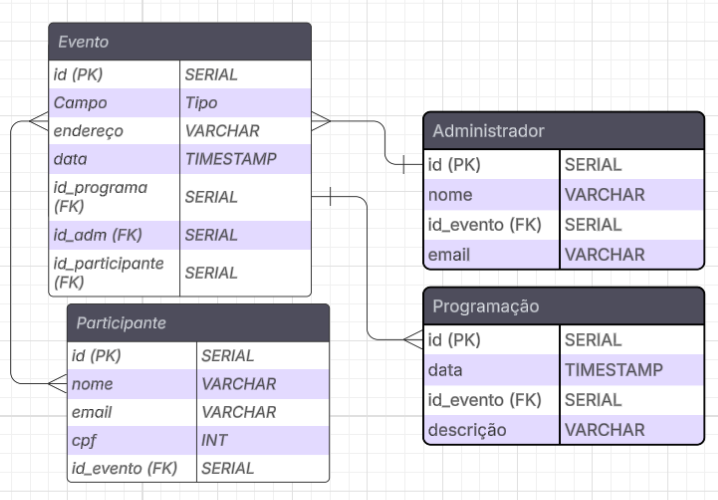 Evento
id (PK) SERIAL
Campo Tipo
endereço VARCHAR
data TIMESTAMP
id_programa
(FK) SERIAL
id_adm (FK) SERIAL
id_participante
(FK) SERIAL
Participante
id (PK) SERIAL
nome VARCHAR
email VARCHAR
cpf INT
id_evento (FK) SERIAL
Administrador
id (PK) SERIAL
nome VARCHAR
id_evento (FK) SERIAL
email VARCHAR
Programação
id (PK) SERIAL
data TIMESTAMP
id_evento (FK) SERIAL
descrição VARCHAR